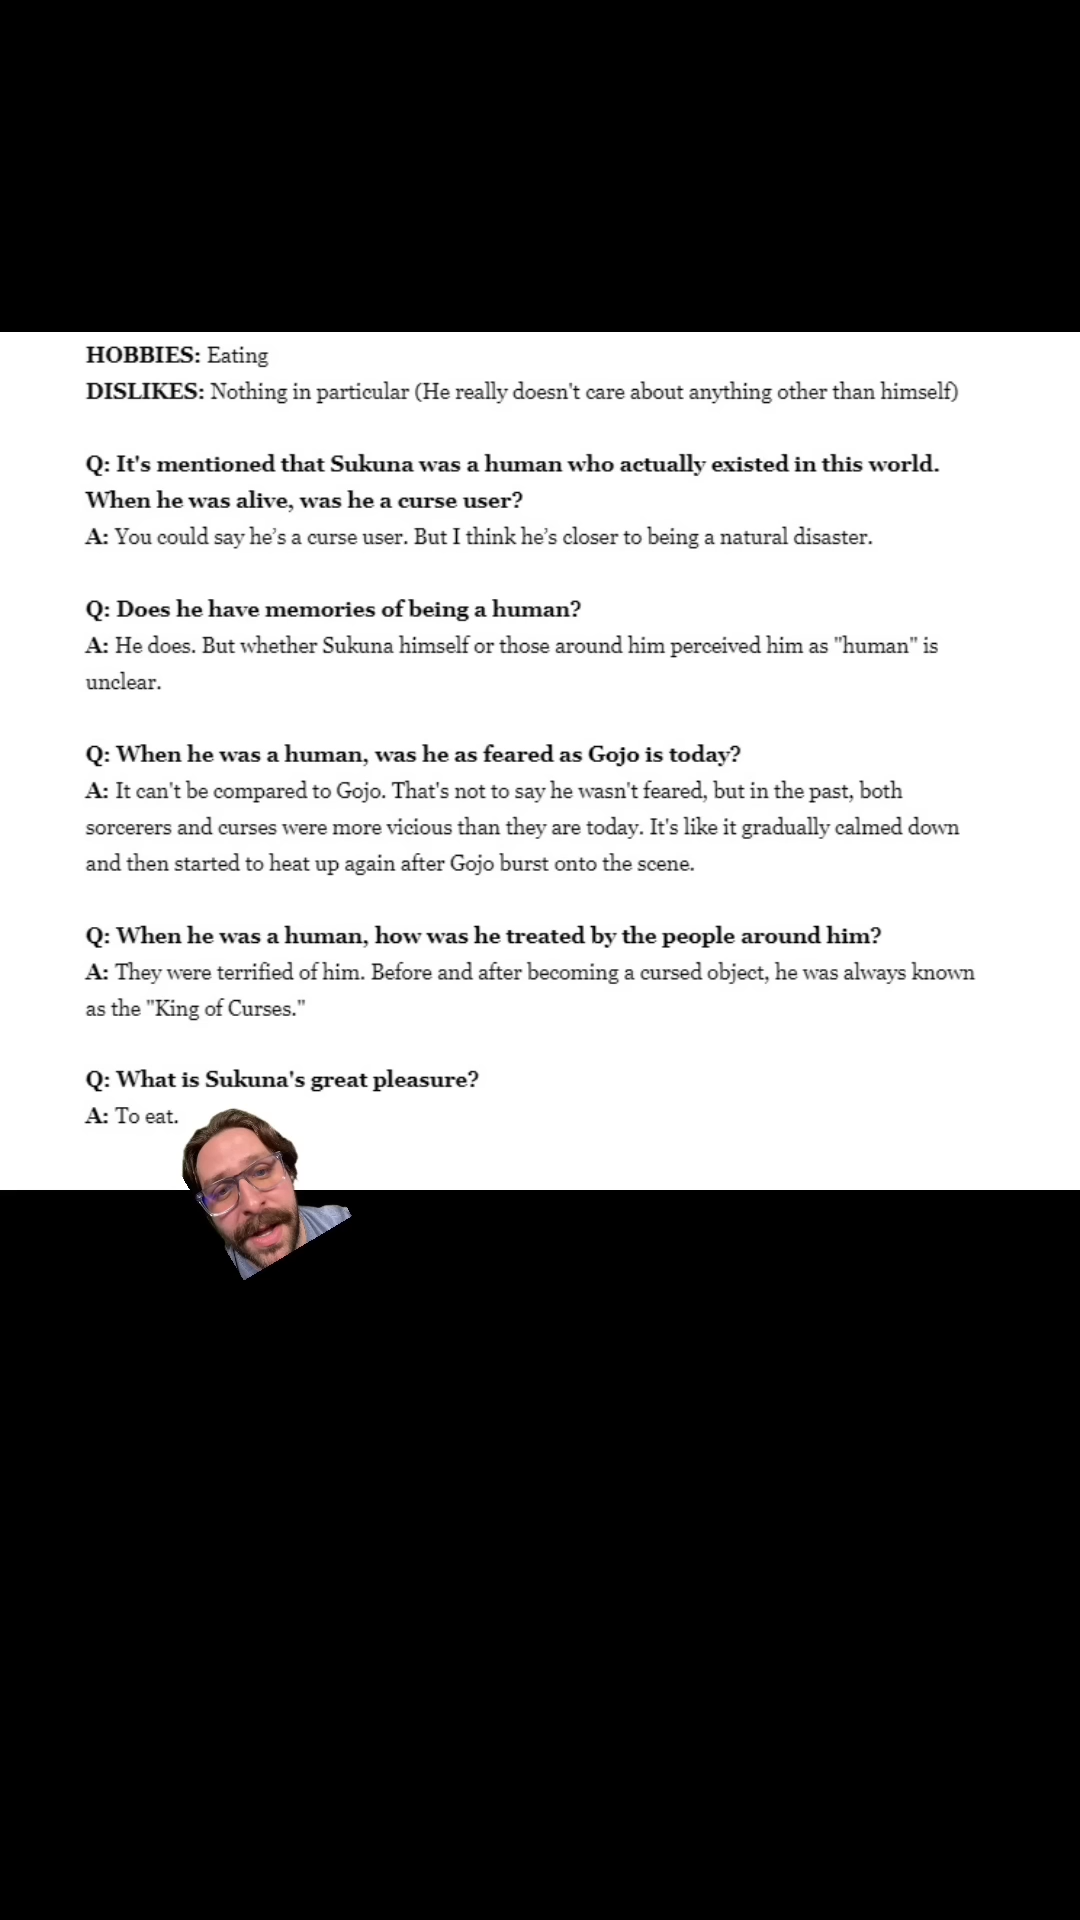 HOBBIES: Eating
DISLIKES: Nothing in particular (He really doesn't care about anything other than himself)
Q: It's mentioned that Sukuna was a human who actually existed in this world.
When he was alive, was he a curse user?
A: You could say he’s a curse user. But I think he’s closer to being a natural disaster.
Q: Does he have memories of being a human?
A: He does. But whether Sukuna himself or those around him perceived him as "human" is
unclear.
Q: When he was a human, was he as feared as Gojo is today?
A: It can't be compared to Gojo. That's not to say he wasn't feared, but in the past, both
sorcerers and curses were more vicious than they are today. It's like it gradually calmed down
and then started to heat up again after Gojo burst onto the scene.
Q: When he was a human, how was he treated by the people around him?
A: They were terrified of him. Before and after becoming a cursed object, he was always known
as the "King of Curses."
Q: What is Sukuna's great pleasure?
A: To eat.